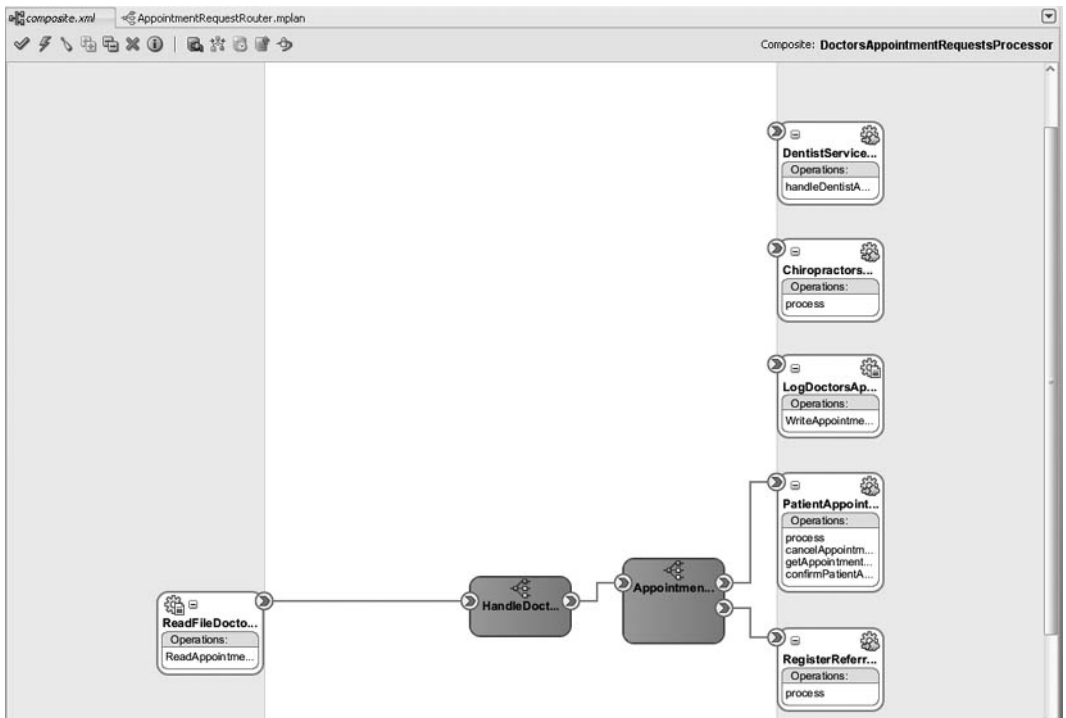 composite.xml
AppointmentRequestRouter.mplan
Composite: DoctorsAppointmentRequestsProcessor
DentistService...
Operations:
handleDentistA...
Chiropractors...
Operations:
process
LogDoctorsAp...
Operations:
WriteAppointme...
PatientAppoint...
Operations:
process
cancelAppointm...
getAppointment...
confirmPatientA...
Appointmen...
HandleDoct...
ReadFileDocto...
Operations:
ReadAppointme...
RegisterReferr...
Operations:
process